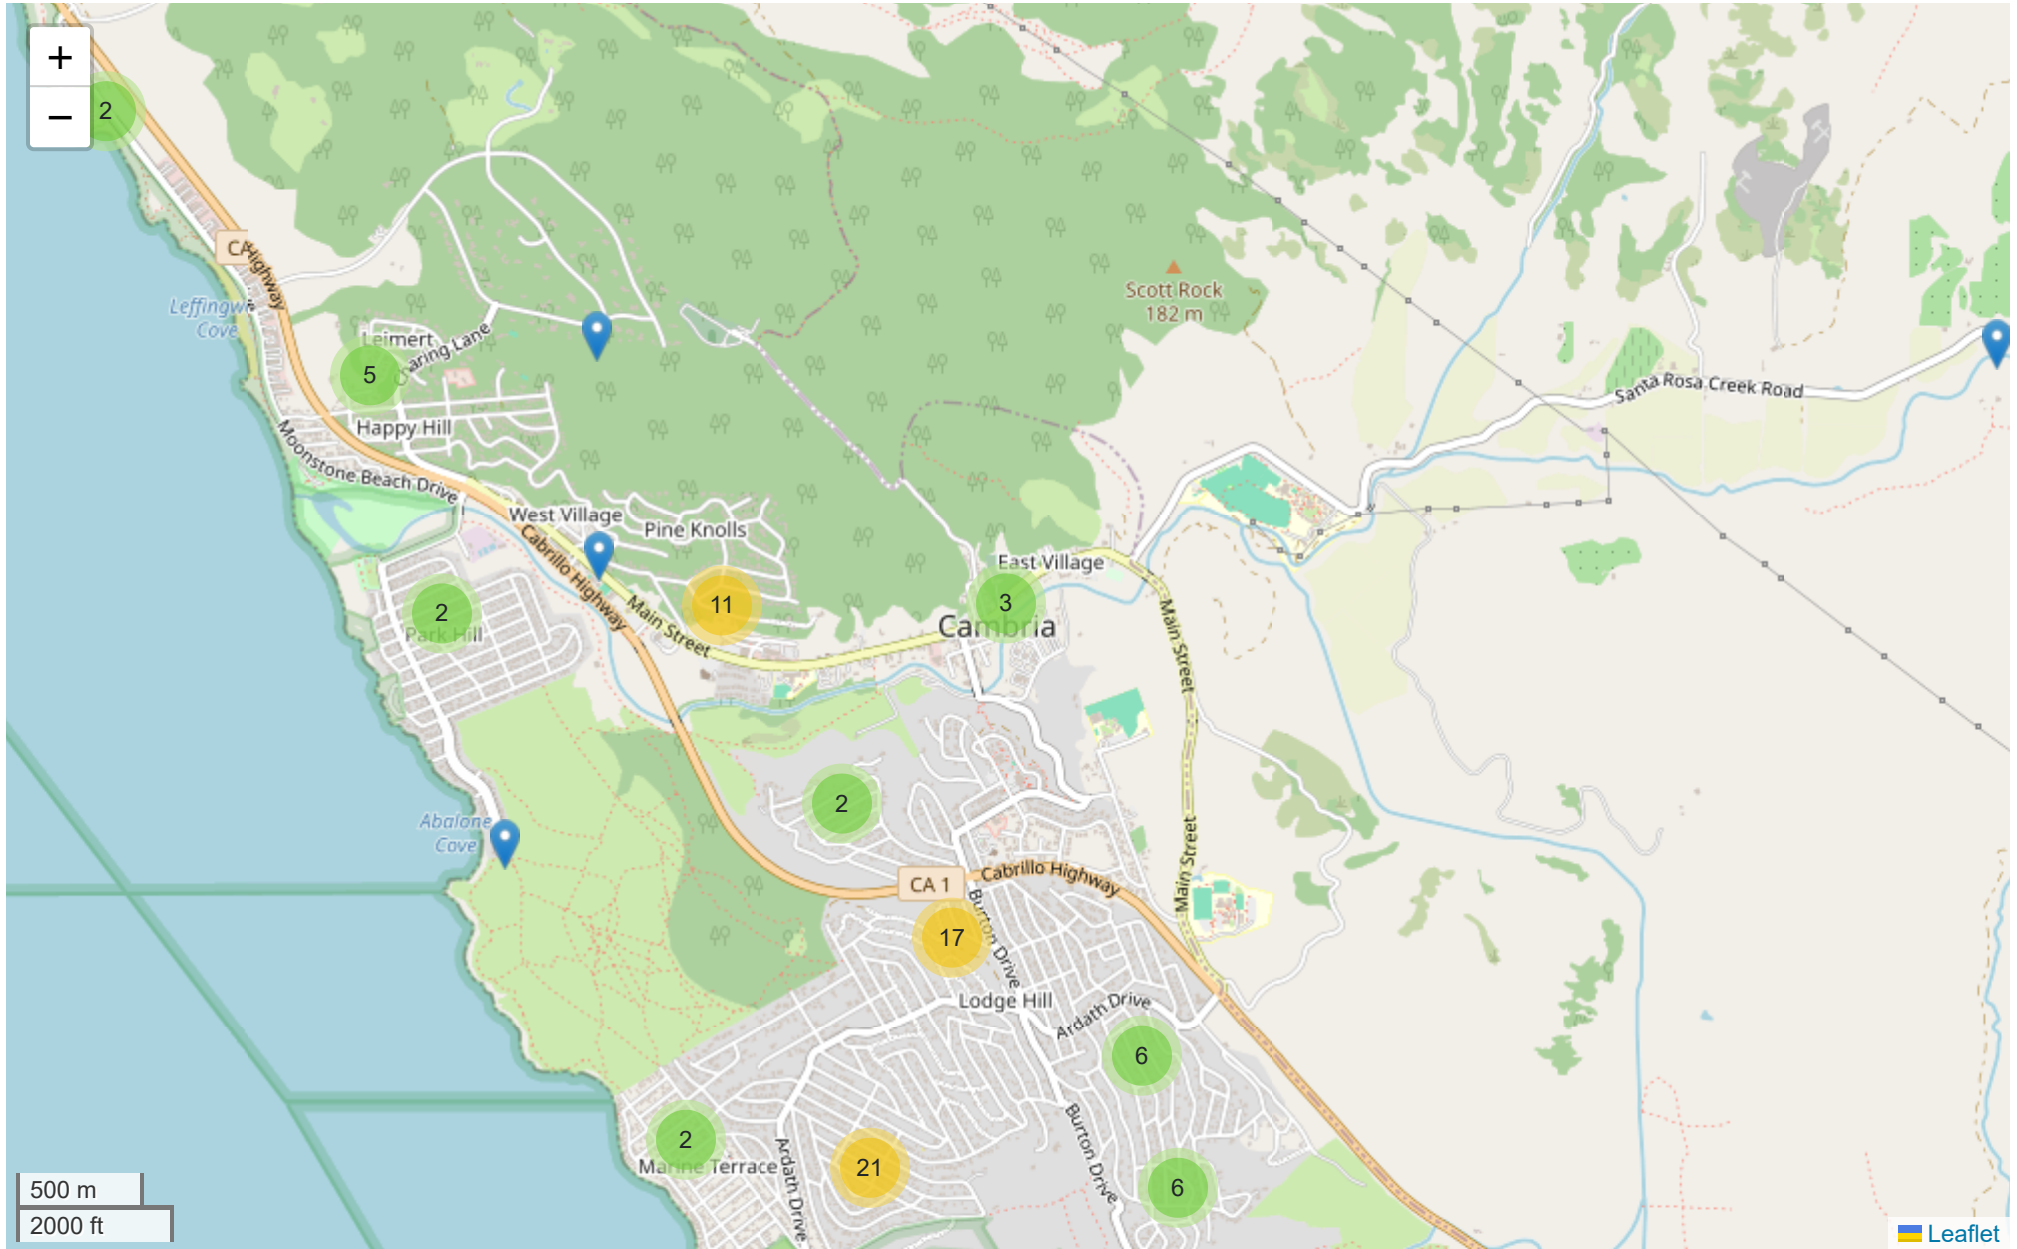 +
−
2
CA
Highway
Leffingw
Cove
Scott Rock
182 m
Leimert
Charing Lane
5
Happy Hill
Santa Rosa Creek Road
Moonstone Beach Drive
West Village
Pine Knolls
Cabrillo Highway
East Village
11
3
2
Park Hill
Main Street
Cambria
Main Street
2
Abalone
Cove
Main Street
CA 1
Cabrillo Highway
Burton Drive
17
Lodge Hill
Ardath Drive
6
2
Marine Terrace
Ardath Drive
21
Burton Drive
6
500 m
2000 ft
Leaflet